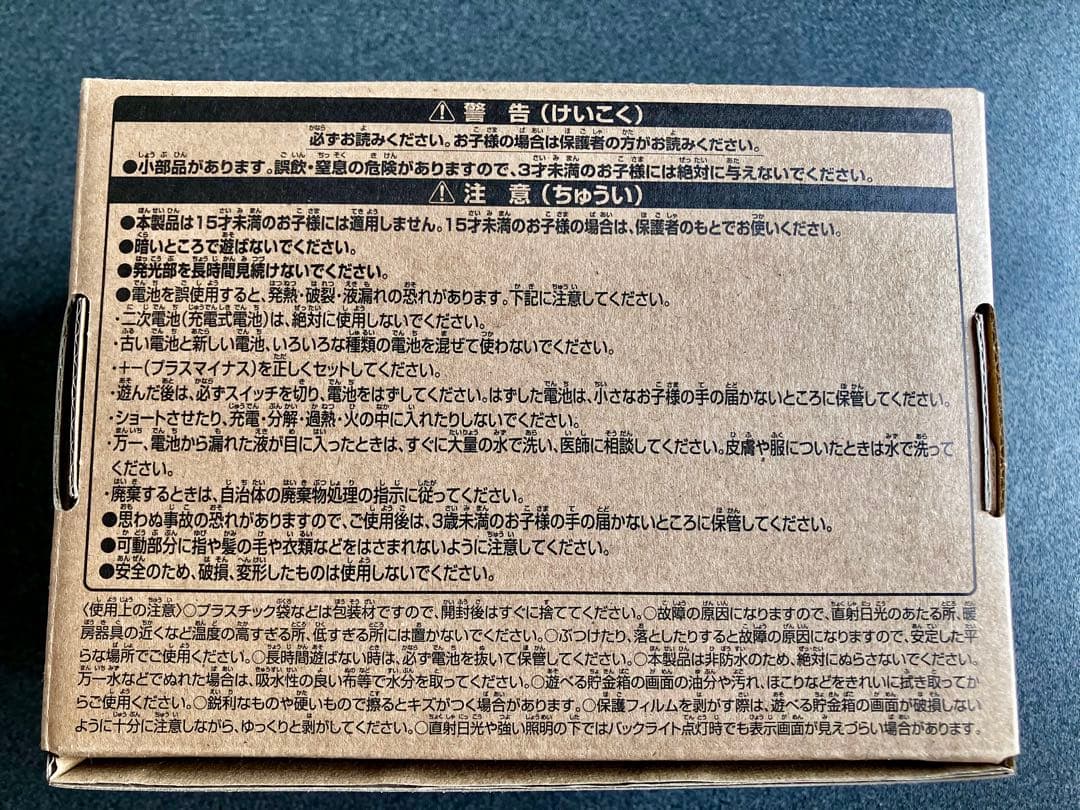 ⚠ 警告(けいこく)
必ずお読みください。お子様の場合は保護者の方がお読みください。
●小部品があります。誤飲・窒息の危険がありますので、3才未満のお子様には絶対に与えないでください。
⚠ 注意(ちゅうい)
●本製品は15才未満のお子様には適用しません。15才未満のお子様の場合は、保護者のもとでお使いください。
●暗いところで遊ばないでください。
●発光部を長時間見続けないでください。
●電池を誤使用すると、発熱・破裂・液漏れの恐れがあります。下記に注意してください。
・二次電池(充電式電池)は、絶対に使用しないでください。
・古い電池と新しい電池、いろいろな種類の電池を混ぜて使わないでください。
・+−(プラスマイナス)を正しくセットしてください。
・遊んだ後は、必ずスイッチを切り、電池をはずしてください。はずした電池は、小さなお子様の手の届かないところに保管してください。
・ショートさせたり、充電・分解・過熱・火の中に入れたりしないでください。
・万一、電池から漏れた液が目に入ったときは、すぐに大量の水で洗い、医師に相談してください。皮膚や服についたときは水で洗って
ください。
・廃棄するときは、自治体の廃棄物処理の指示に従ってください。
●思わぬ事故の恐れがありますので、ご使用後は、3歳未満のお子様の手の届かないところに保管してください。
●可動部分に指や髪の毛や衣類などをはさまれないように注意してください。
●安全のため、破損、変形したものは使用しないでください。
〈使用上の注意〉○プラスチック袋などは包装材ですので、開封後はすぐに捨ててください。○故障の原因になりますので、直射日光のあたる所、暖
房器具の近くなど温度の高すぎる所、低すぎる所には置かないでください。○ぶつけたり、落としたりすると故障の原因になりますので、安定した平
らな場所でご使用ください。○長時間遊ばない時は、必ず電池を抜いて保管してください。○本製品は非防水のため、絶対にぬらさないでください。
万一水などでぬれた場合は、吸水性の良い布等で水分を取ってください。○遊べる貯金箱の画面の油分や汚れ、ほこりなどをきれいに拭き取ってか
らご使用ください。○鋭利なものや硬いもので擦るとキズがつく場合があります。○保護フィルムを剥がす際は、遊べる貯金箱の画面が破損しない
ように十分に注意しながら、ゆっくりと剥がしてください。○直射日光や強い照明の下ではバックライト点灯時でも表示画面が見えづらい場合があります。